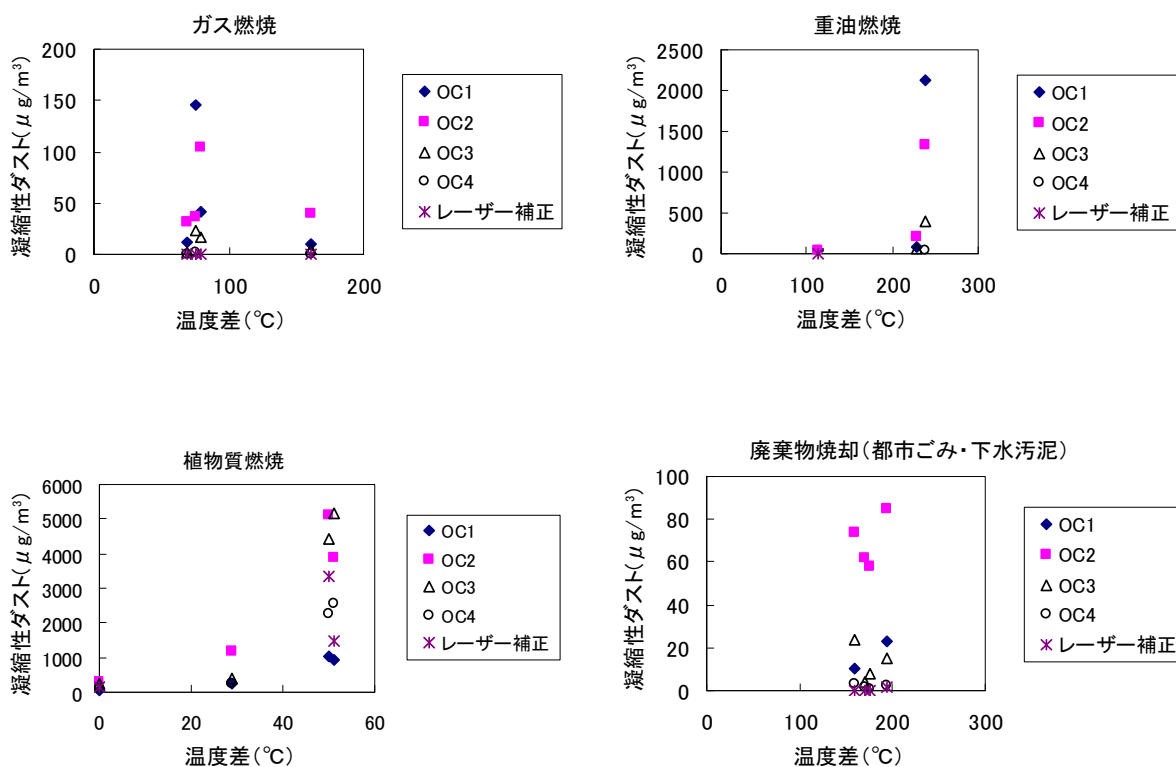 ガス燃焼
凝縮性ダスト(μg/m³)
200
150
100
50
0
0
100
200
温度差(℃)
OC1
OC2
OC3
OC4
レーザー補正
重油燃焼
凝縮性ダスト(μg/m³)
2500
2000
1500
1000
500
0
0
100
200
300
温度差(℃)
OC1
OC2
OC3
OC4
レーザー補正
植物質燃焼
凝縮性ダスト(μg/m³)
6000
5000
4000
3000
2000
1000
0
0
20
40
60
温度差(℃)
OC1
OC2
OC3
OC4
レーザー補正
廃棄物焼却(都市ごみ・下水汚泥)
凝縮性ダスト(μg/m³)
100
80
60
40
20
0
0
100
200
300
温度差(℃)
OC1
OC2
OC3
OC4
レーザー補正